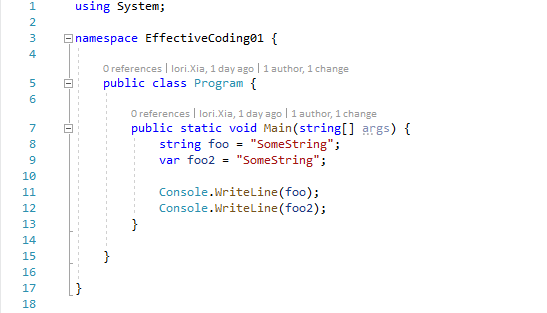 1 using System;
2
3 namespace EffectiveCoding01 {
4
0 references | Iori.Xia, 1 day ago | 1 author, 1 change
5 public class Program {
6
0 references | Iori.Xia, 1 day ago | 1 author, 1 change
7 public static void Main(string[] args) {
8 string foo = "SomeString";
9 var foo2 = "SomeString";
10
11 Console.WriteLine(foo);
12 Console.WriteLine(foo2);
13 }
14
15 }
16
17 }
18